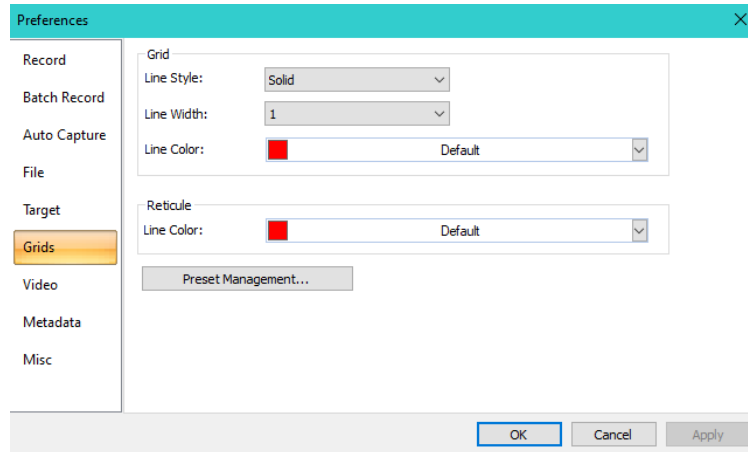 Preferences
Record
Batch Record
Auto Capture
File
Target
Grids
Video
Metadata
Misc
Grid
Line Style: Solid
Line Width: 1
Line Color: Default
Reticule
Line Color: Default
Preset Management...
OK Cancel Apply